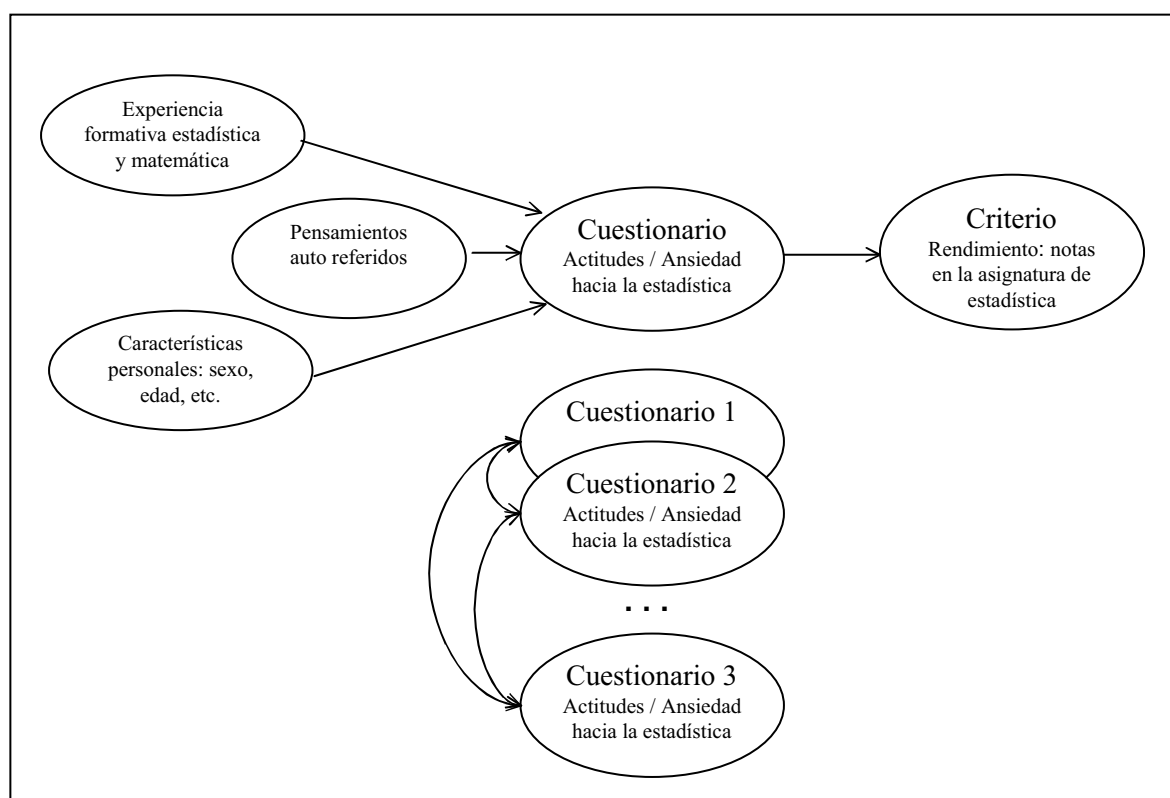 Experiencia
formativa estadística
y matemática
Pensamientos
auto referidos
Características
personales: sexo,
edad, etc.
Cuestionario
Actitudes / Ansiedad
hacia la estadística
Criterio
Rendimiento: notas
en la asignatura de
estadística
Cuestionario 1
Cuestionario 2
Actitudes / Ansiedad
hacia la estadística
. . .
Cuestionario 3
Actitudes / Ansiedad
hacia la estadística